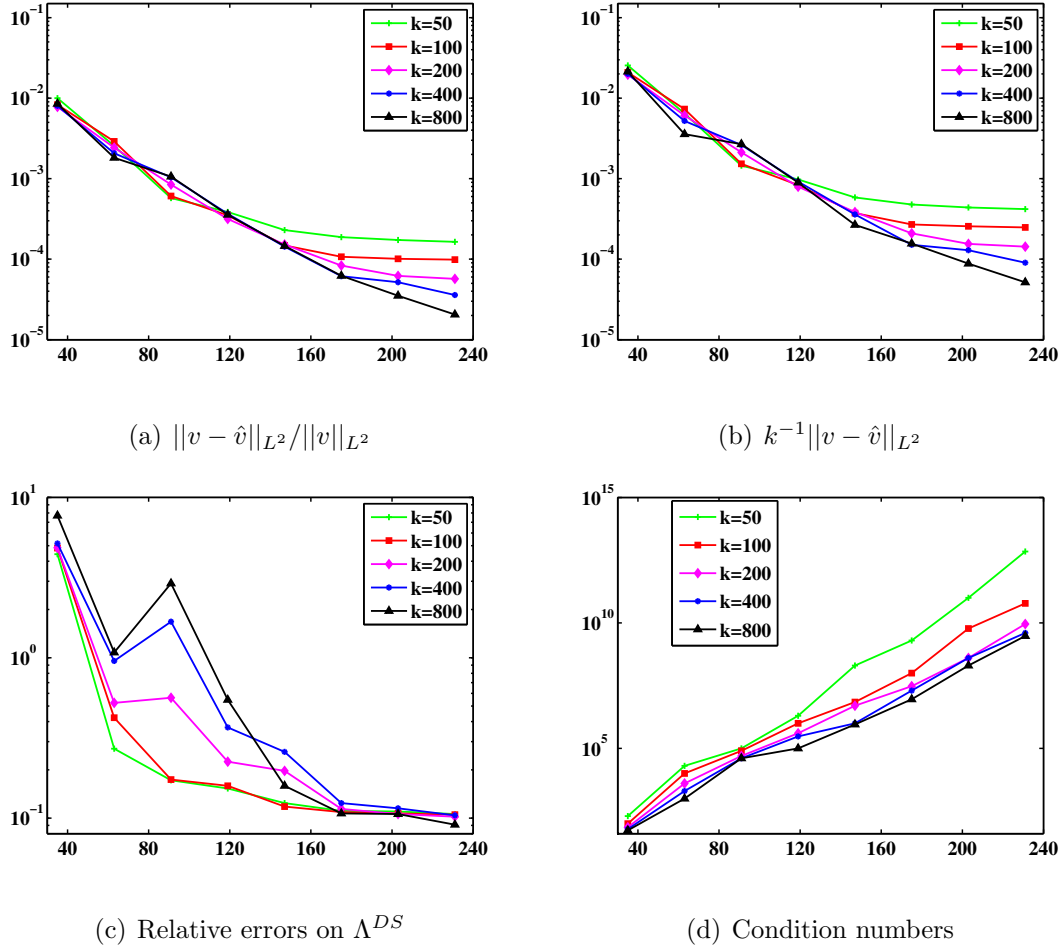 10^{-1}
10^{-2}
10^{-3}
10^{-4}
10^{-5}
40 80 120 160 200 240
k=50
k=100
k=200
k=400
k=800
(a) ||v − v̂||_{L^2}/||v||_{L^2}
10^{-1}
10^{-2}
10^{-3}
10^{-4}
10^{-5}
40 80 120 160 200 240
k=50
k=100
k=200
k=400
k=800
(b) k^{-1}||v − v̂||_{L^2}
10^{1}
10^{0}
10^{-1}
40 80 120 160 200 240
k=50
k=100
k=200
k=400
k=800
(c) Relative errors on Λ^{DS}
10^{15}
10^{10}
10^{5}
40 80 120 160 200 240
k=50
k=100
k=200
k=400
k=800
(d) Condition numbers